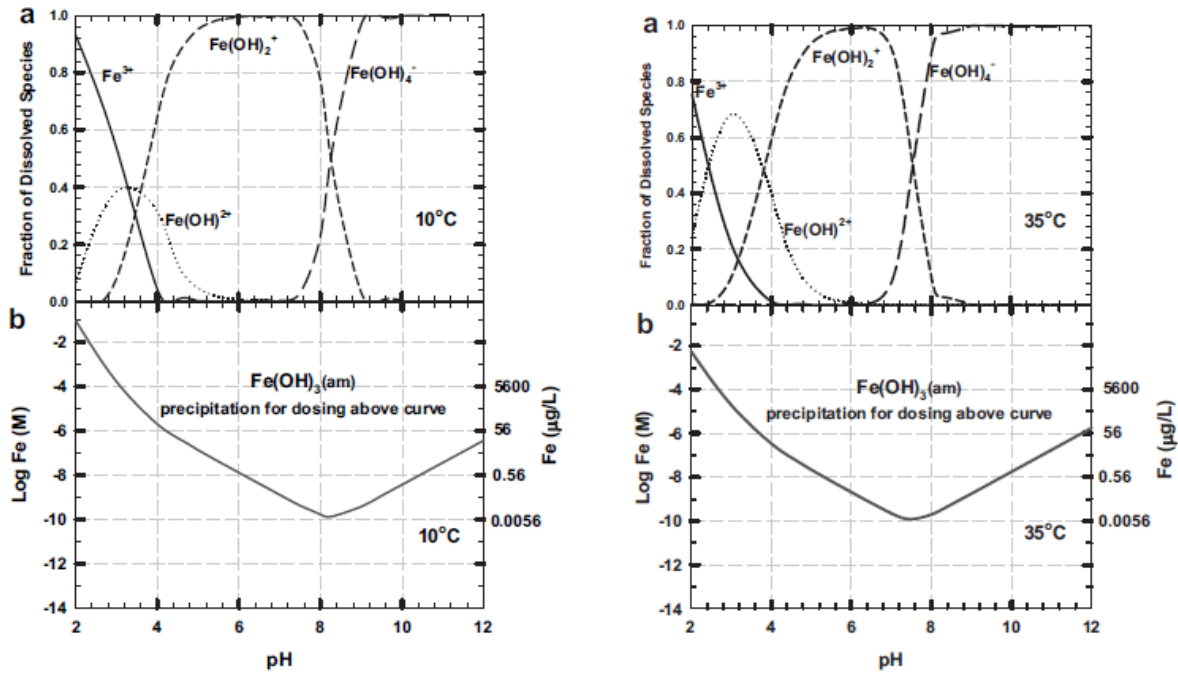 a
Fraction of Dissolved Species
1.0
0.8
0.6
0.4
0.2
0.0
Fe³⁺
Fe(OH)₂⁺
Fe(OH)₄⁻
Fe(OH)²⁺
10°C
b
Log Fe (M)
-2
-4
-6
-8
-10
-12
-14
Fe(OH)₃(am)
precipitation for dosing above curve
10°C
5600
56
0.56
0.0056
Fe (µg/L)
2 4 6 8 10 12
pH
a
Fraction of Dissolved Species
1.0
0.8
0.6
0.4
0.2
0.0
Fe³⁺
Fe(OH)₂⁺
Fe(OH)₄⁻
Fe(OH)²⁺
35°C
b
Log Fe (M)
-2
-4
-6
-8
-10
-12
-14
Fe(OH)₃(am)
precipitation for dosing above curve
35°C
5600
56
0.56
0.0056
Fe (µg/L)
2 4 6 8 10 12
pH